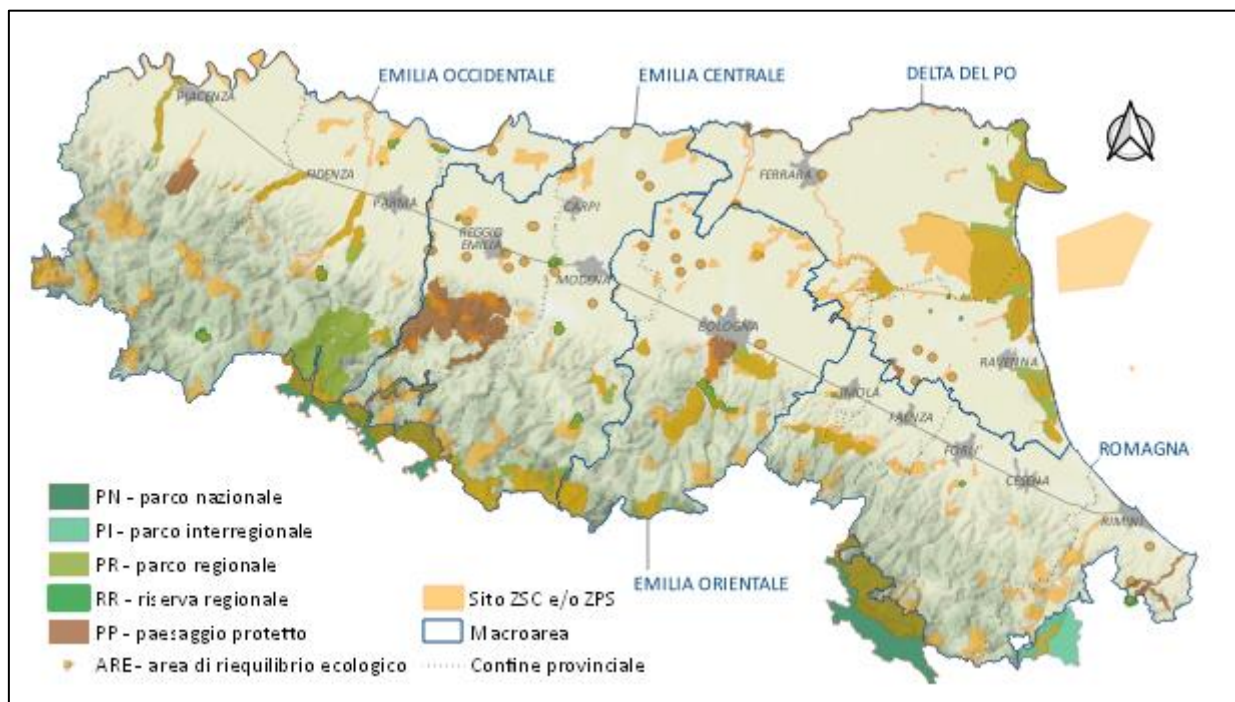 EMILIA OCCIDENTALE
EMILIA CENTRALE
DELTA DEL PO
PIACENZA
FERRARA
FIDENZA
PARMA
CARPI
REGGIO
EMILIA
MODENA
BOLOGNA
RAVENNA
IMOLA
FAENZA
ROMAGNA
FORLÌ
CESENA
RIMINI
EMILIA ORIENTALE
PN - parco nazionale
PI - parco interregionale
PR - parco regionale
RR - riserva regionale
PP - paesaggio protetto
ARE - area di riequilibrio ecologico
Sito ZSC e/o ZPS
Macroarea
Confine provinciale